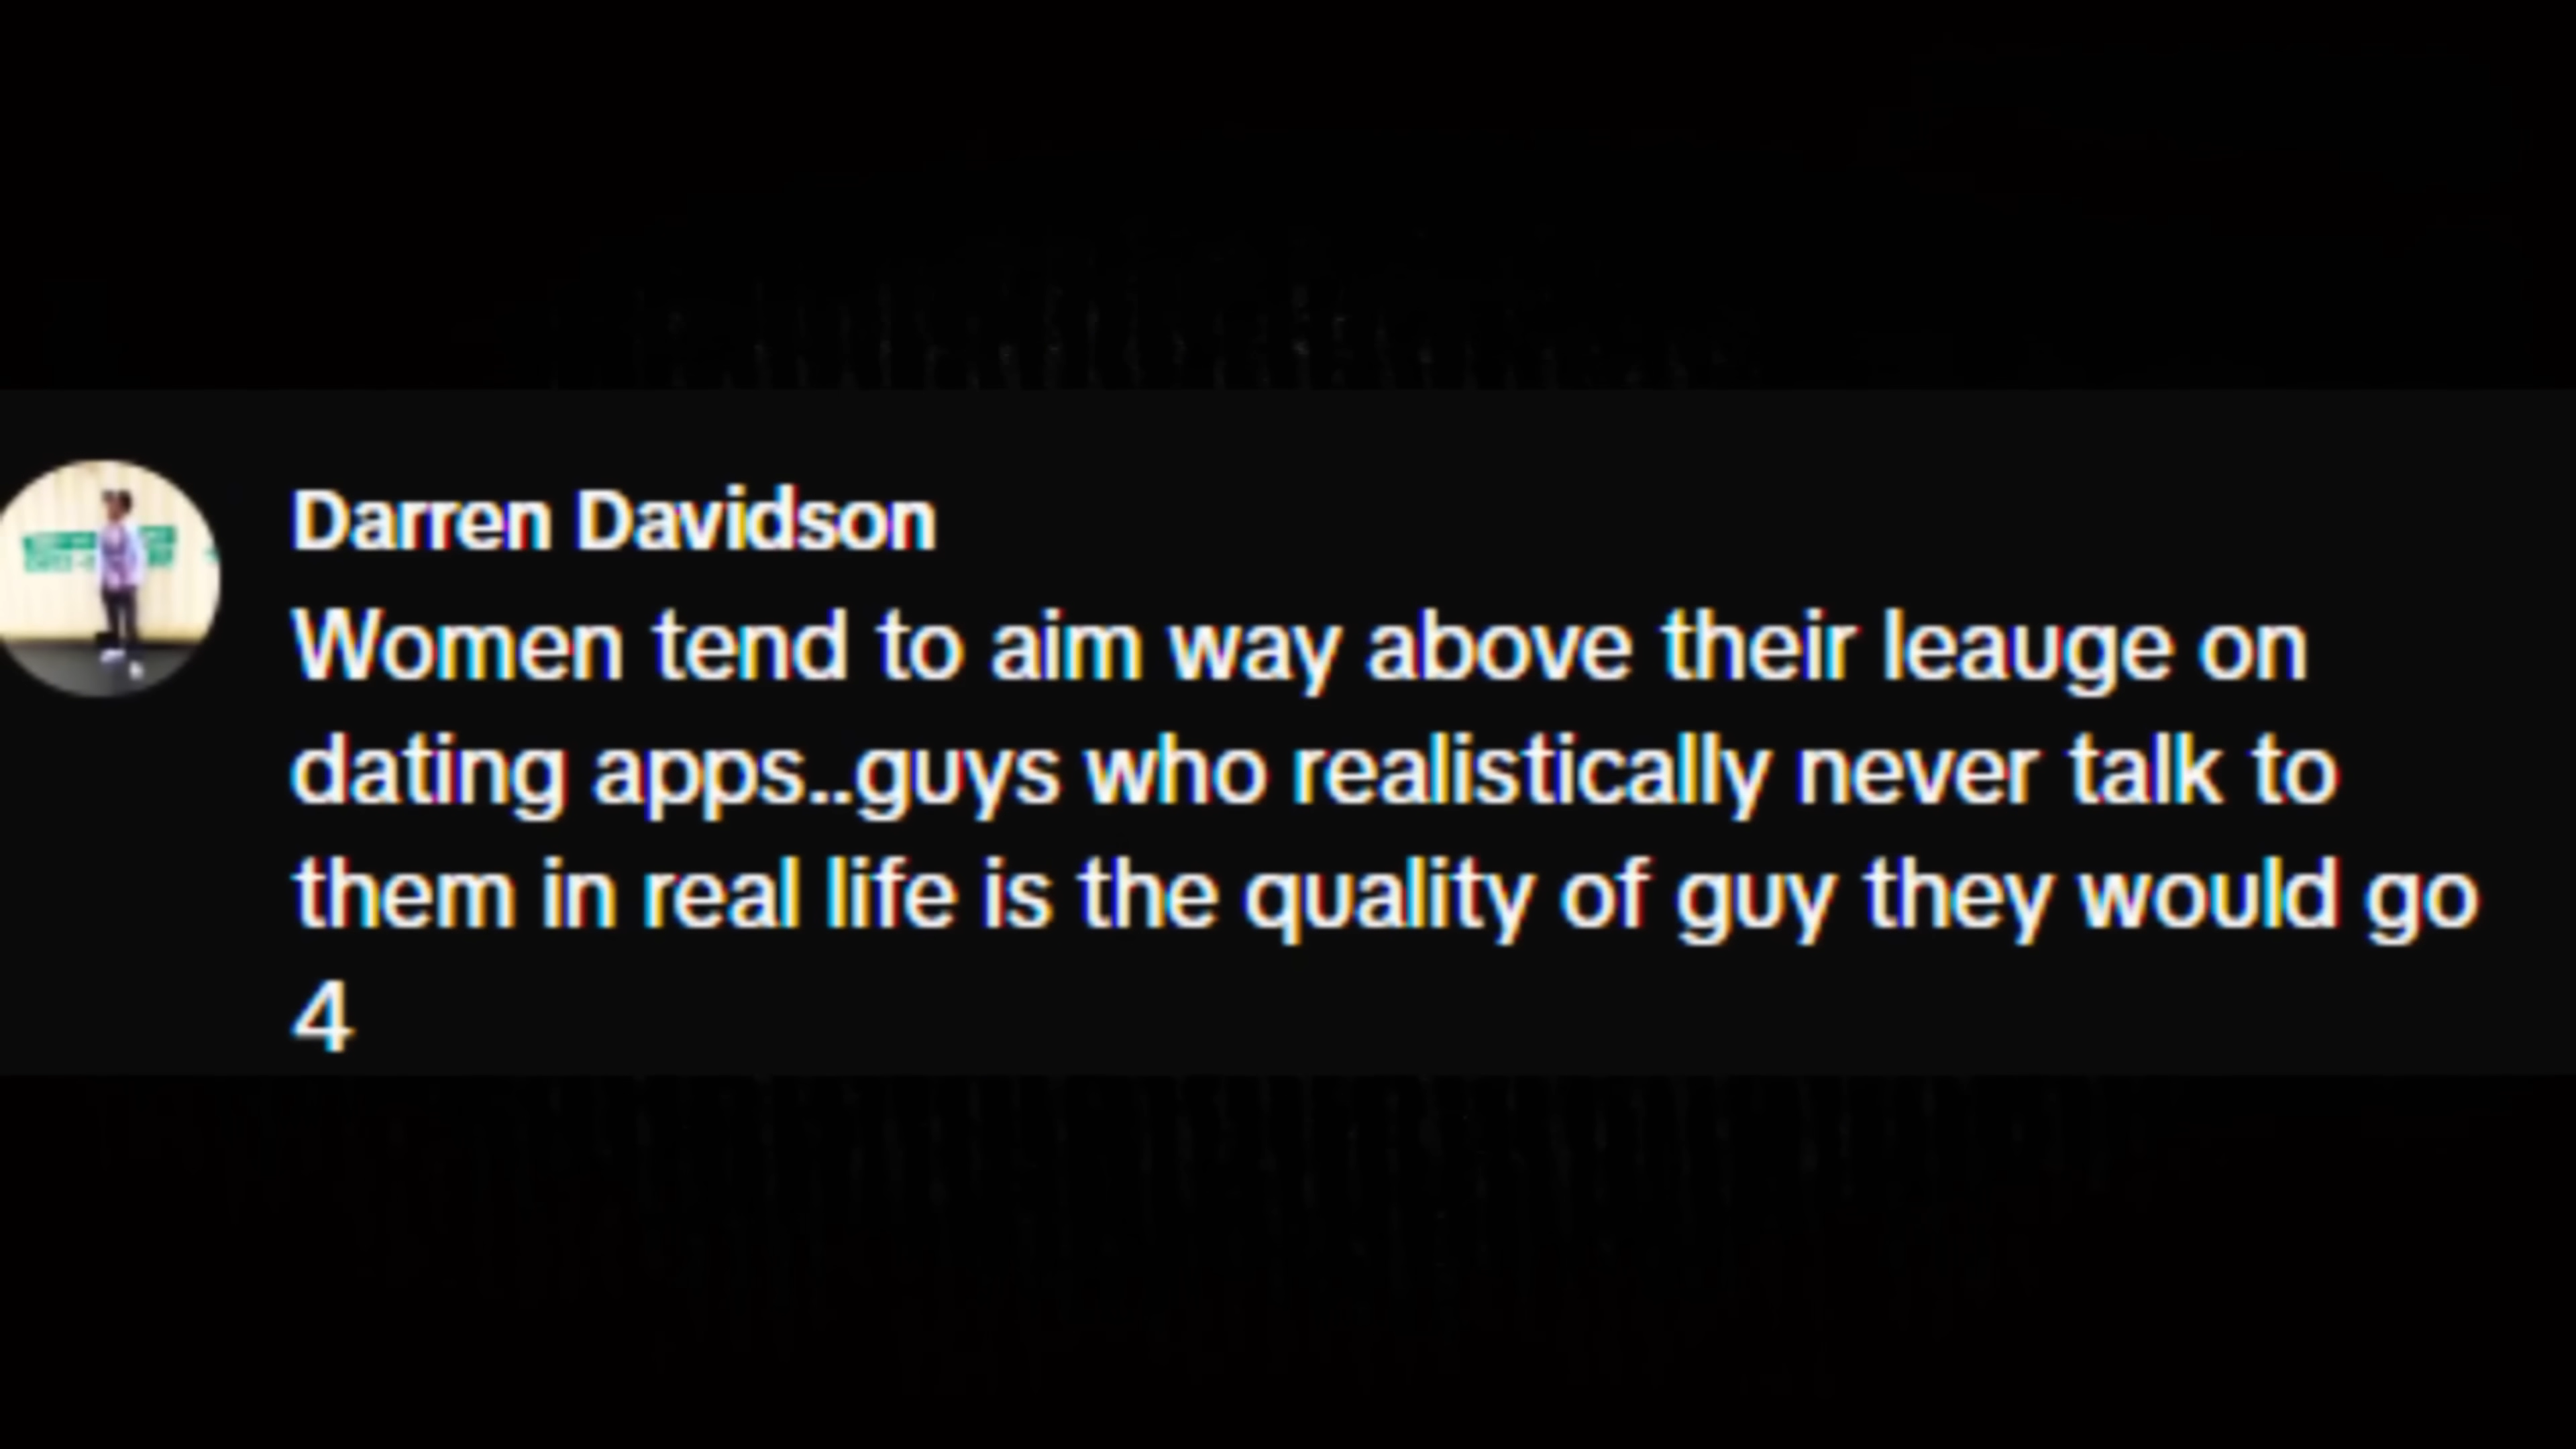 Darren Davidson
Women tend to aim way above their leauge on
dating apps..guys who realistically never talk to
them in real life is the quality of guy they would go
4